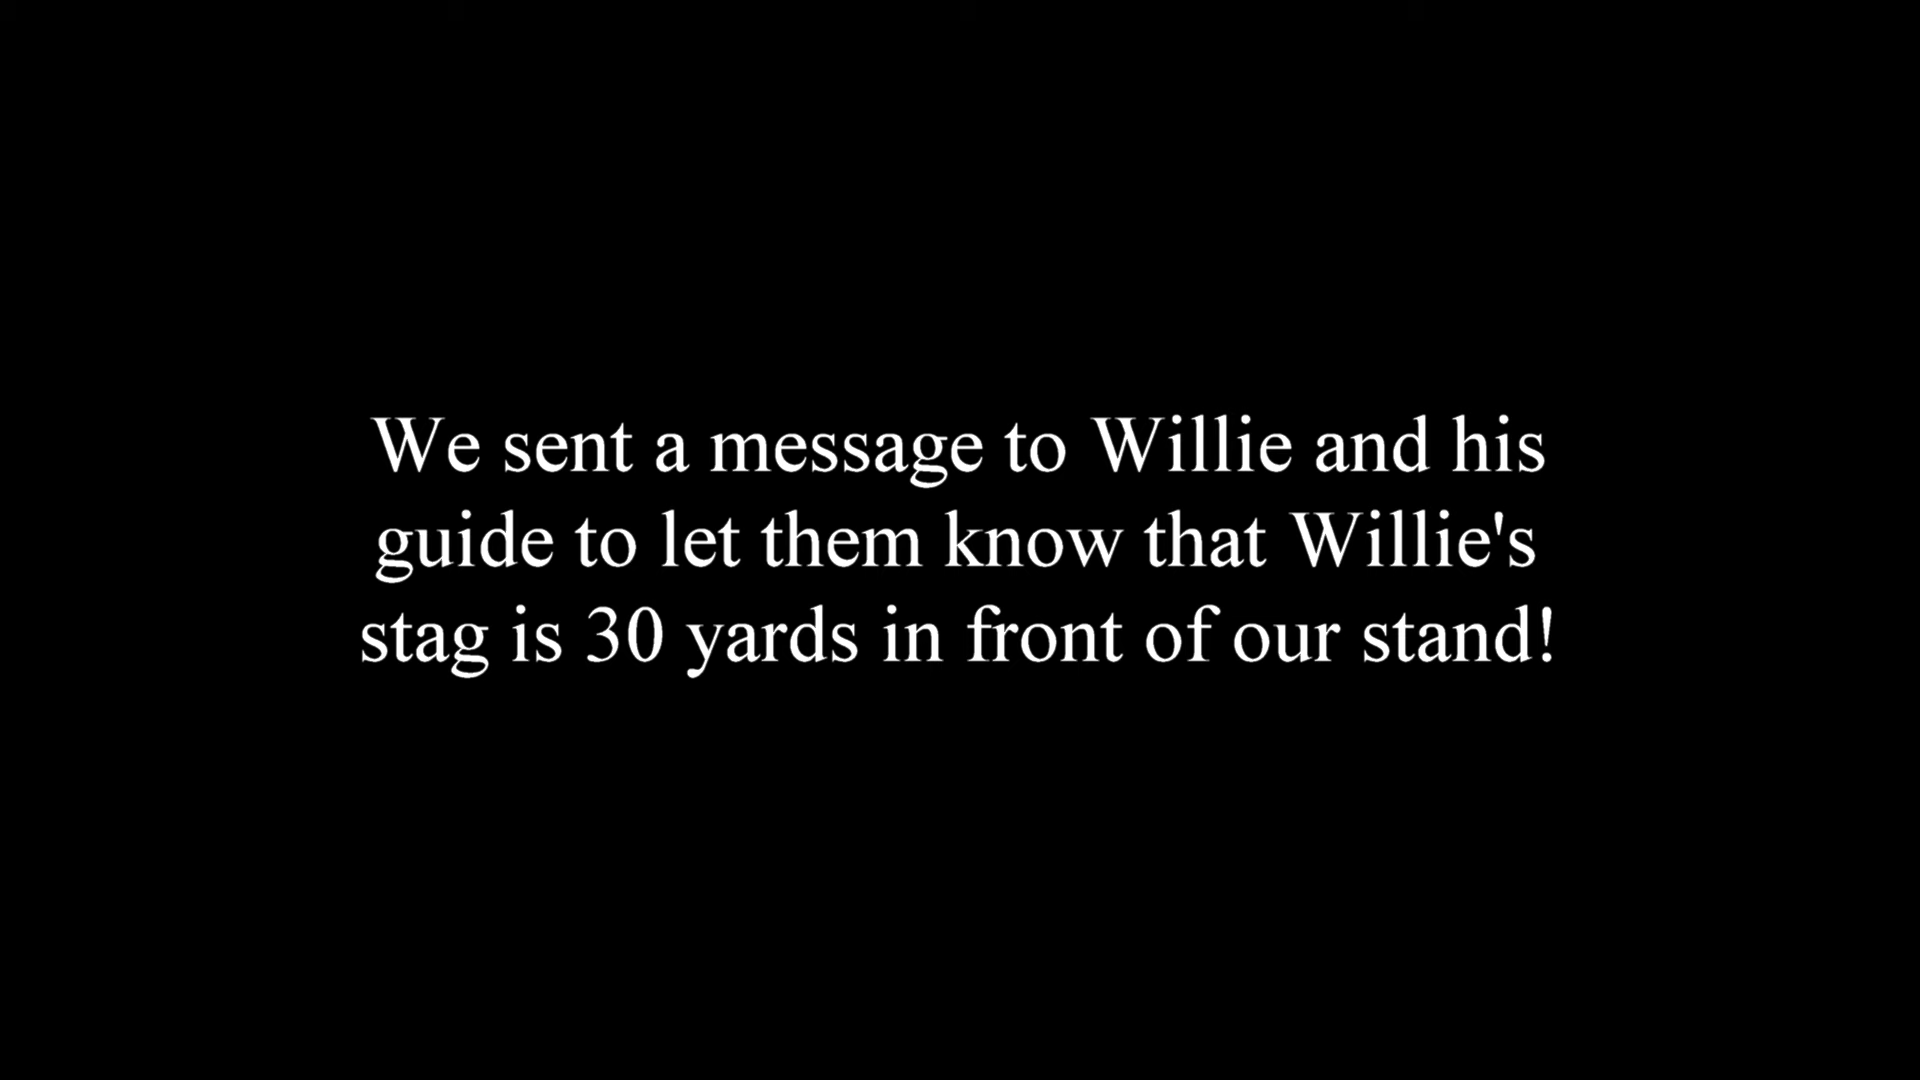 We sent a message to Willie and his
guide to let them know that Willie's
stag is 30 yards in front of our stand!